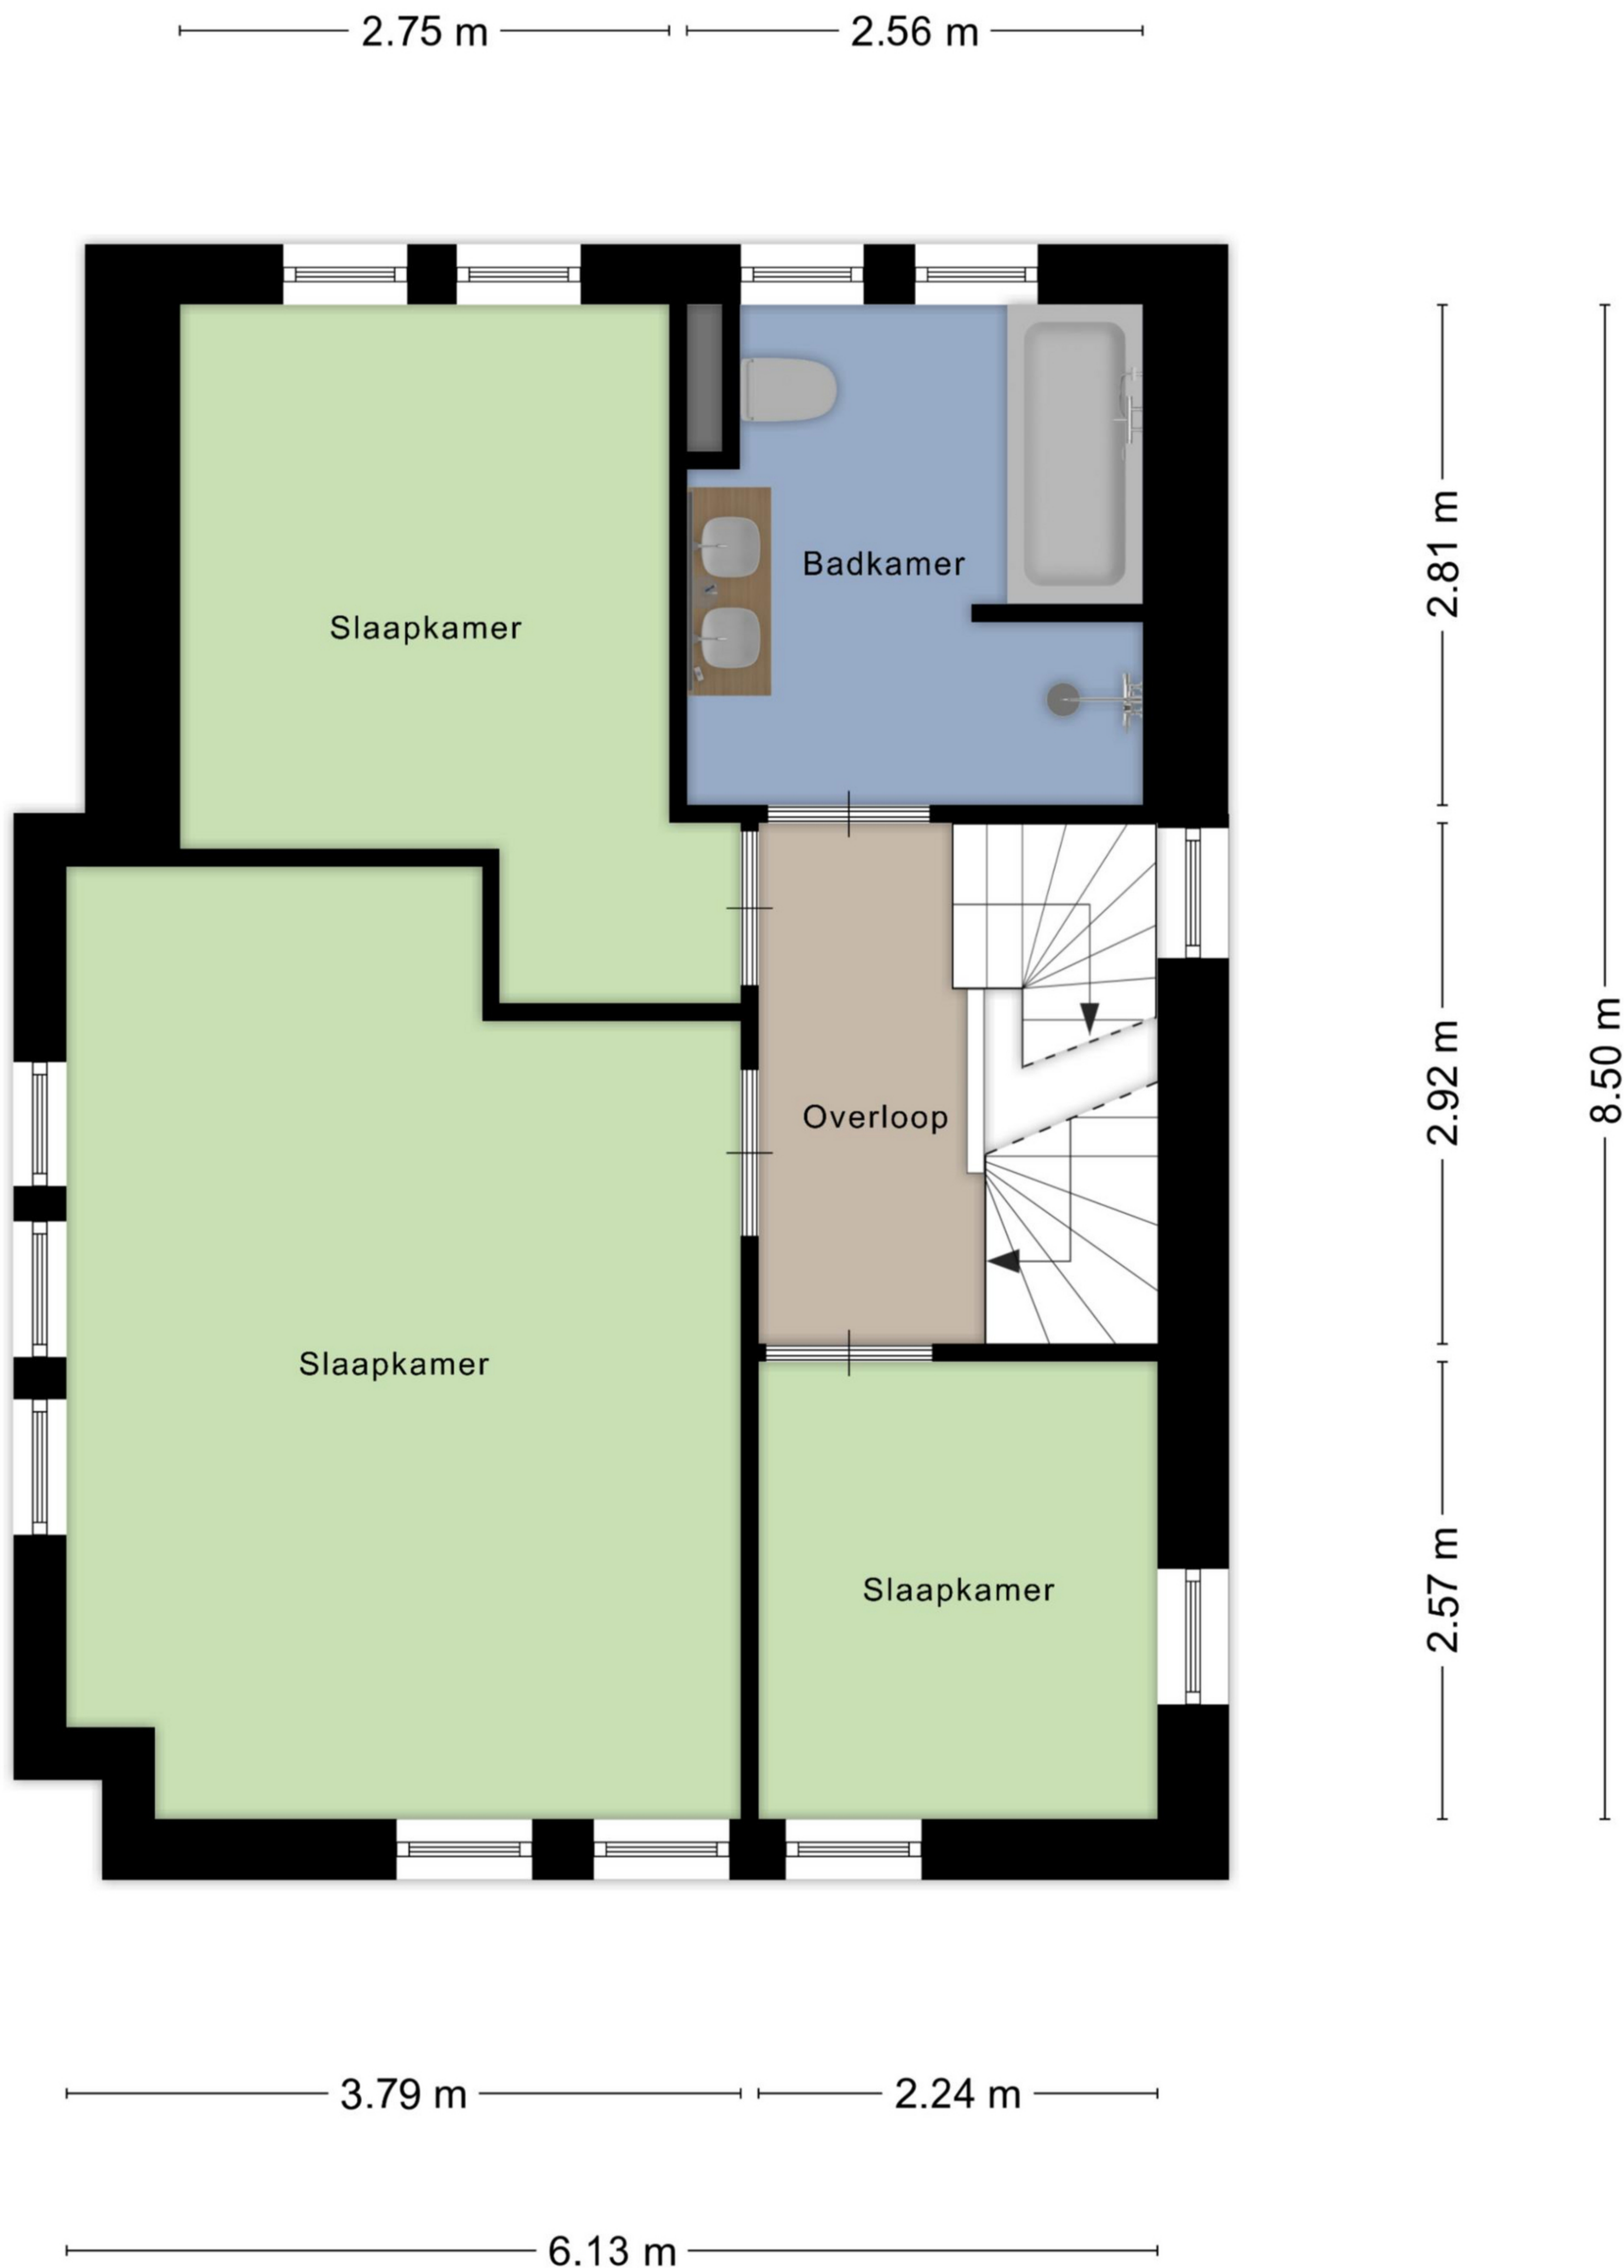 2.75 m
2.56 m
Badkamer
Slaapkamer
2.81 m
Overloop
2.92 m
8.50 m
Slaapkamer
Slaapkamer
2.57 m
3.79 m
2.24 m
6.13 m